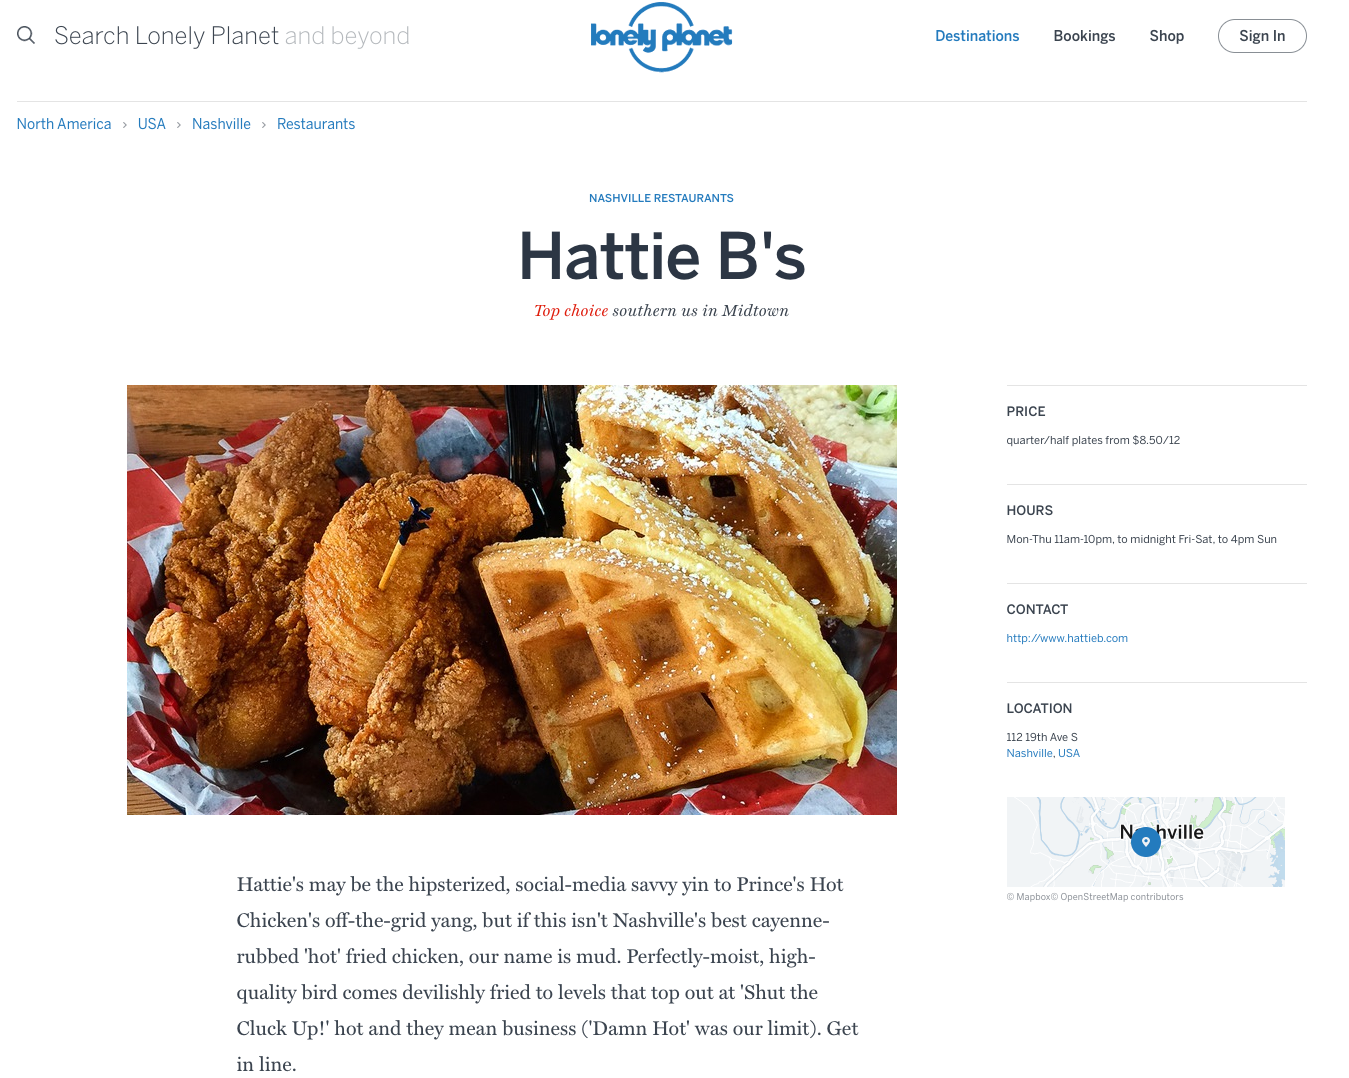 Search Lonely Planet and beyond
lonely planet
Destinations
Bookings
Shop
Sign In
North America › USA › Nashville › Restaurants
NASHVILLE RESTAURANTS
Hattie B's
Top choice southern us in Midtown
PRICE
quarter/half plates from $8.50/12
HOURS
Mon-Thu 11am-10pm, to midnight Fri-Sat, to 4pm Sun
CONTACT
http://www.hattieb.com
LOCATION
112 19th Ave S
Nashville, USA
Nashville
© Mapbox© OpenStreetMap contributors
Hattie's may be the hipsterized, social-media savvy yin to Prince's Hot
Chicken's off-the-grid yang, but if this isn't Nashville's best cayenne-
rubbed 'hot' fried chicken, our name is mud. Perfectly-moist, high-
quality bird comes devilishly fried to levels that top out at 'Shut the
Cluck Up!' hot and they mean business ('Damn Hot' was our limit). Get
in line.